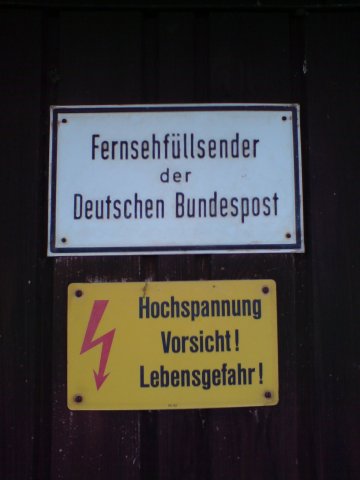 Fernsehfüllsender
der
Deutschen Bundespost
Hochspannung
Vorsicht!
Lebensgefahr!